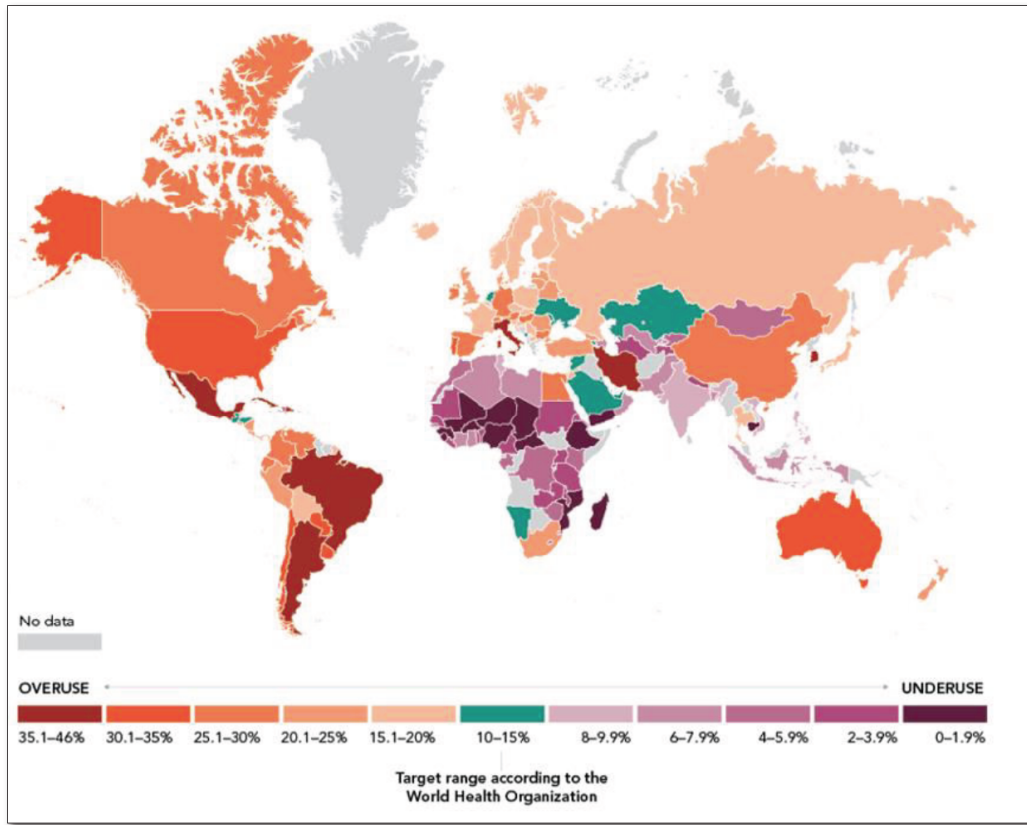 No data
OVERUSE UNDERUSE
35.1–46% 30.1–35% 25.1–30% 20.1–25% 15.1–20% 10–15% 8–9.9% 6–7.9% 4–5.9% 2–3.9% 0–1.9%
Target range according to the
World Health Organization